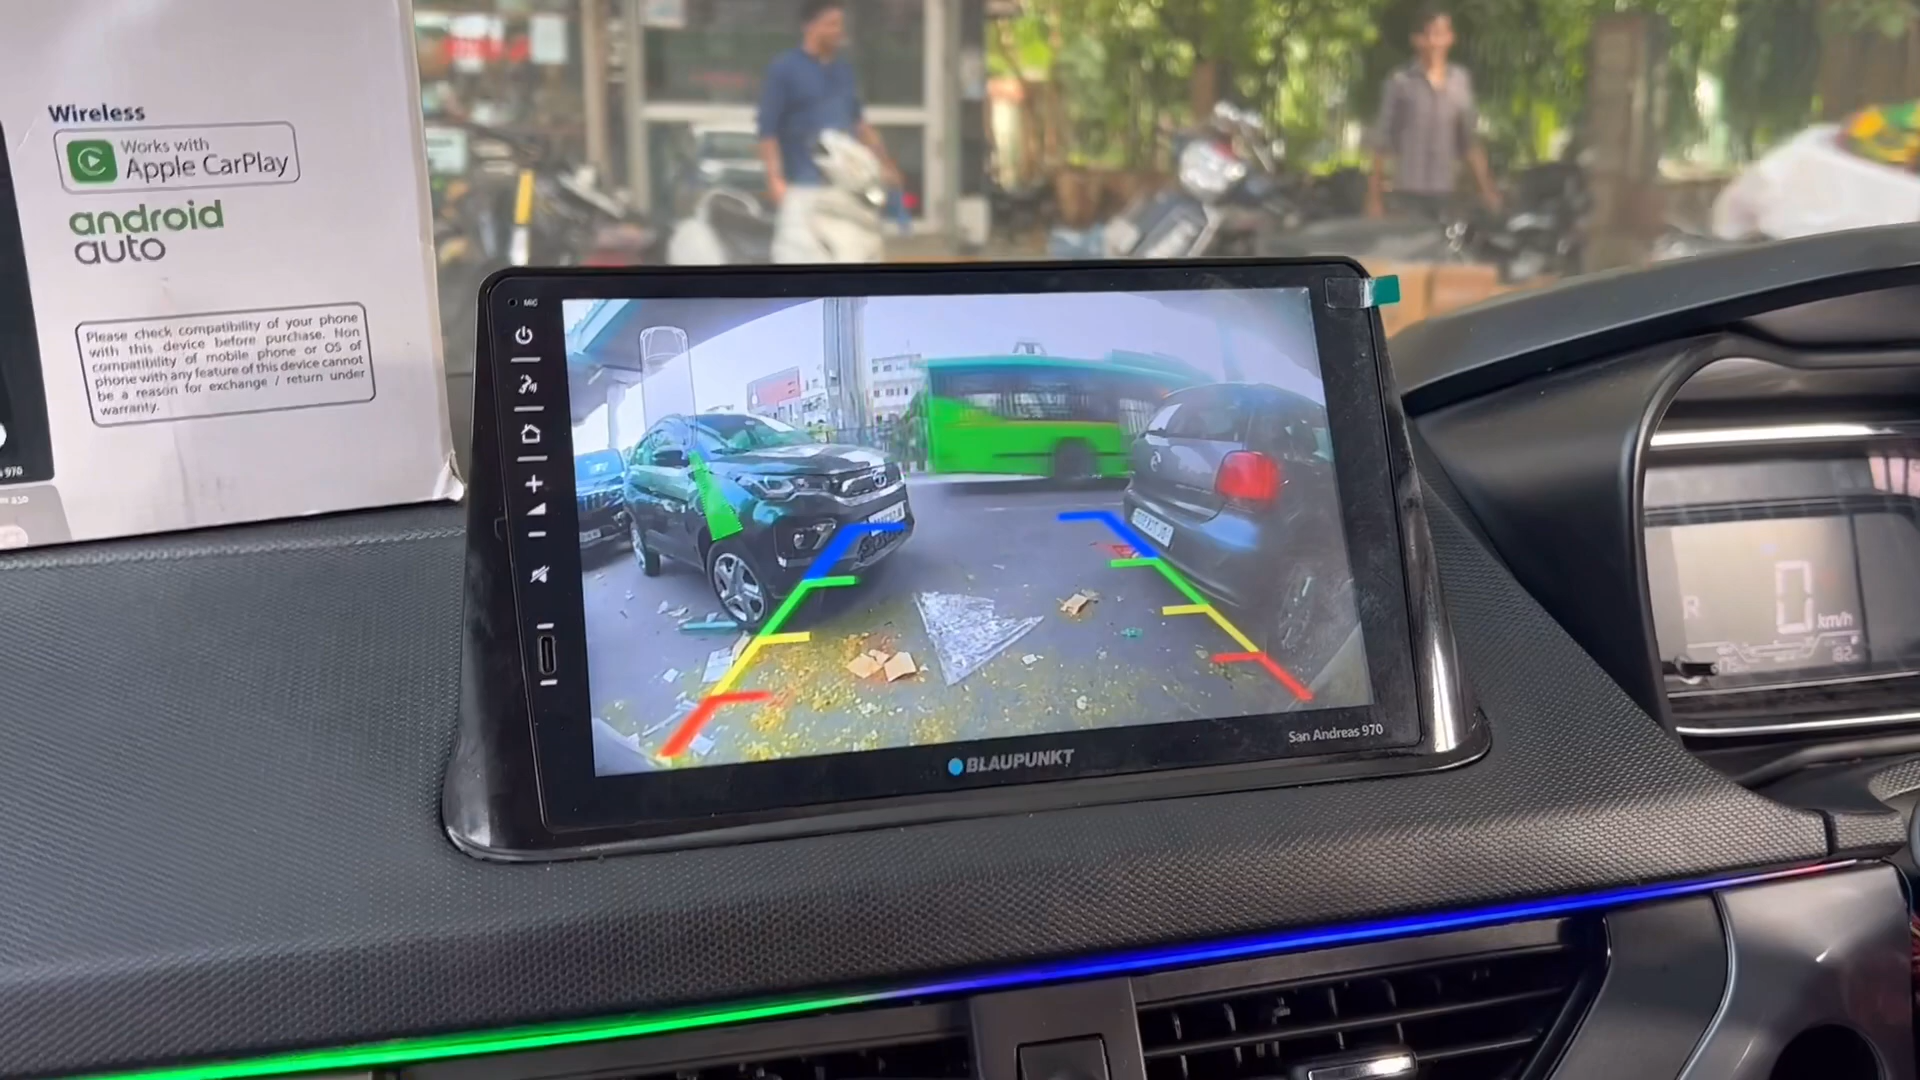 Wireless
Works with
Apple CarPlay
android
auto
Please check compatibility of your phone
with this device before purchase. Non
compatibility of mobile phone or OS of
phone with any feature of this device cannot
be a reason for exchange / return under
warranty.
970
MIC
San Andreas 970
BLAUPUNKT
R
0
km/h